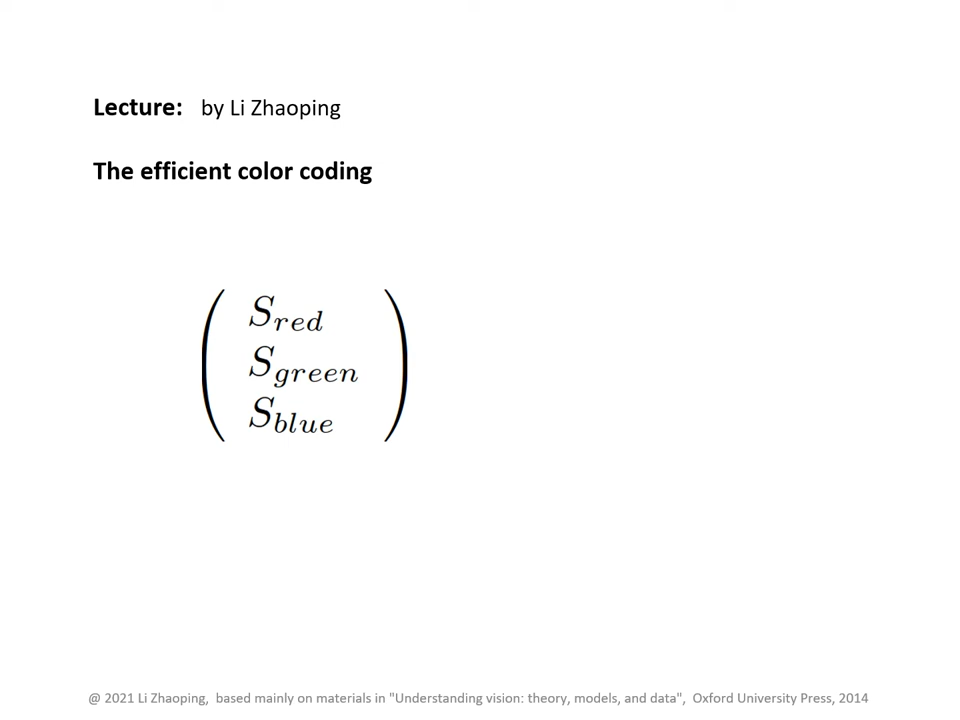 Lecture: by Li Zhaoping
The efficient color coding
S_red
S_green
S_blue
@ 2021 Li Zhaoping, based mainly on materials in "Understanding vision: theory, models, and data", Oxford University Press, 2014